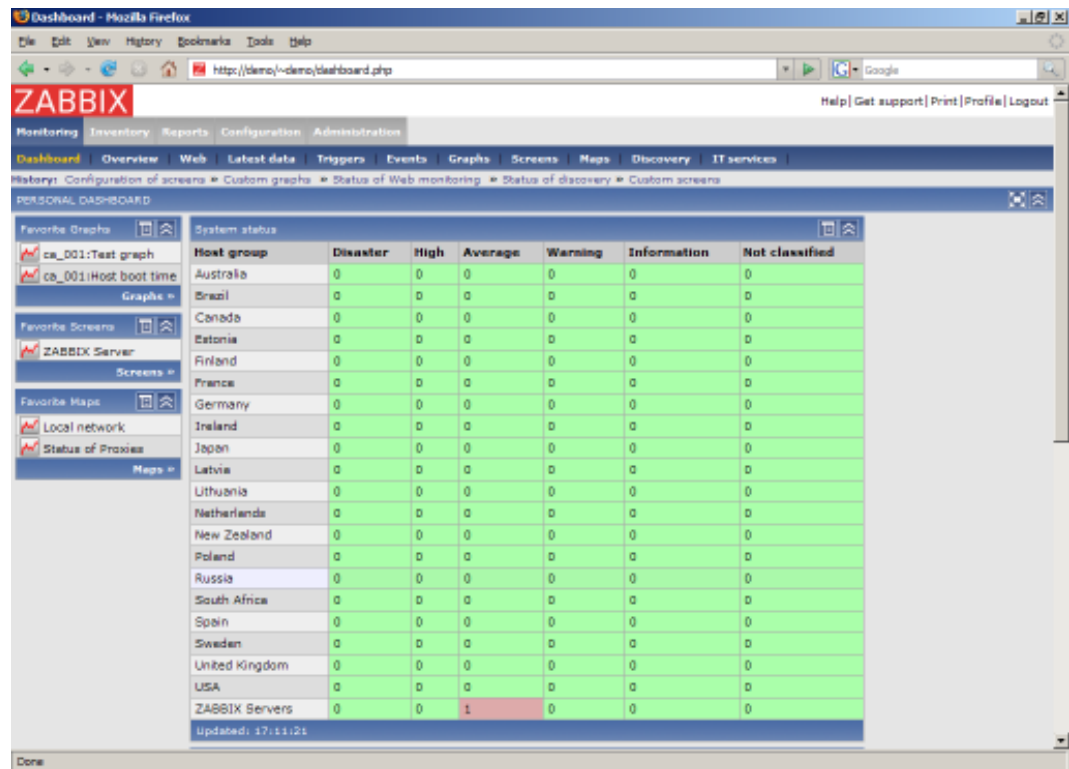 Dashboard - Mozilla Firefox
File Edit View History Bookmarks Tools Help
http://demo/~demo/dashboard.php
G Google
ZABBIX
Help | Get support | Print | Profile | Logout
Monitoring Inventory Reports Configuration Administration
Dashboard Overview Web Latest data Triggers Events Graphs Screens Maps Discovery IT services
History: Configuration of screens » Custom graphs » Status of Web monitoring » Status of discovery » Custom screens
PERSONAL DASHBOARD
Favorite Graphs
ca_001:Test graph
ca_001:Host boot time
Graphs »
Favorite Screens
ZABBIX Server
Screens »
Favorite Maps
Local network
Status of Proxies
Maps »
System status
Host group Disaster High Average Warning Information Not classified
Australia 0 0 0 0 0 0
Brazil 0 0 0 0 0 0
Canada 0 0 0 0 0 0
Estonia 0 0 0 0 0 0
Finland 0 0 0 0 0 0
France 0 0 0 0 0 0
Germany 0 0 0 0 0 0
Ireland 0 0 0 0 0 0
Japan 0 0 0 0 0 0
Latvia 0 0 0 0 0 0
Lithuania 0 0 0 0 0 0
Netherlands 0 0 0 0 0 0
New Zealand 0 0 0 0 0 0
Poland 0 0 0 0 0 0
Russia 0 0 0 0 0 0
South Africa 0 0 0 0 0 0
Spain 0 0 0 0 0 0
Sweden 0 0 0 0 0 0
United Kingdom 0 0 0 0 0 0
USA 0 0 0 0 0 0
ZABBIX Servers 0 0 1 0 0 0
Updated: 17:11:21
Done